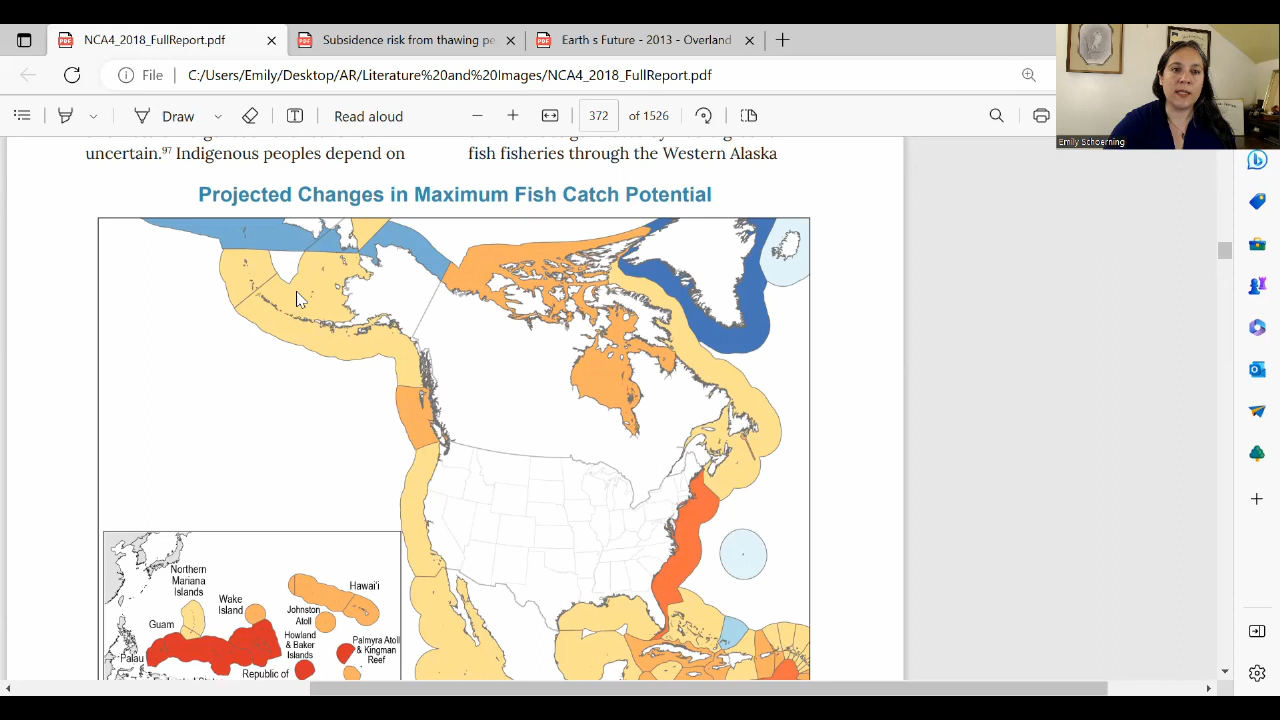 NCA4_2018_FullReport.pdf
Subsidence risk from thawing pe
Earth s Future - 2013 - Overland
File
C:/Users/Emily/Desktop/AR/Literature%20and%20Images/NCA4_2018_FullReport.pdf
Draw
Read aloud
372 of 1526
Emily Schoerning
uncertain.97 Indigenous peoples depend on
fish fisheries through the Western Alaska
Projected Changes in Maximum Fish Catch Potential
Northern
Mariana
Islands
Wake
Island
Hawai'i
Johnston
Atoll
Guam
Howland
& Baker
Islands
Palmyra Atoll
& Kingman
Reef
Palau
Republic of